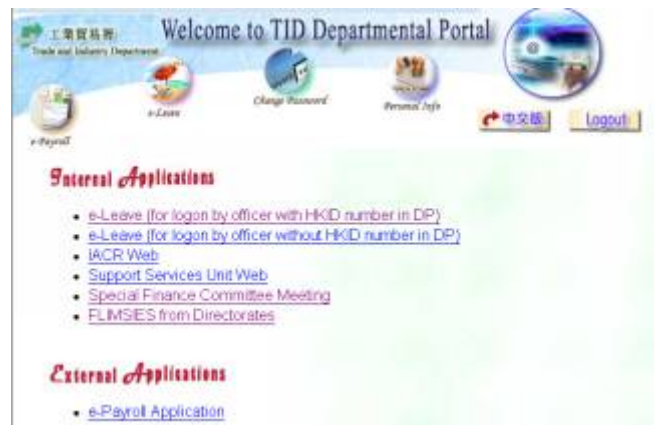 工業貿易署
Trade and Industry Department
Welcome to TID Departmental Portal
e-Leave
Change Password
Personal Info
e-Payroll
中文版
Logout
Internal Applications
e-Leave (for logon by officer with HKID number in DP)
e-Leave (for logon by officer without HKID number in DP)
IACR Web
Support Services Unit Web
Special Finance Committee Meeting
FLIMSIES from Directorates
External Applications
e-Payroll Application